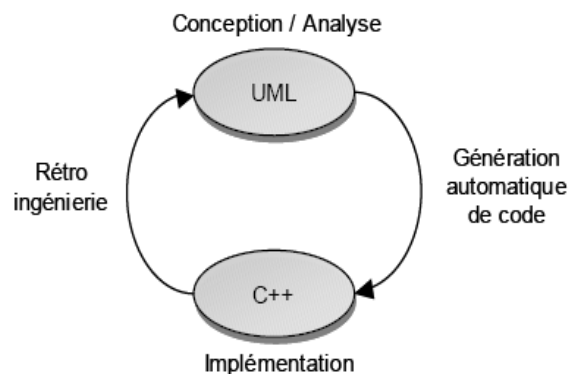 Conception / Analyse
UML
Rétro
ingénierie
Génération
automatique
de code
C++
Implémentation